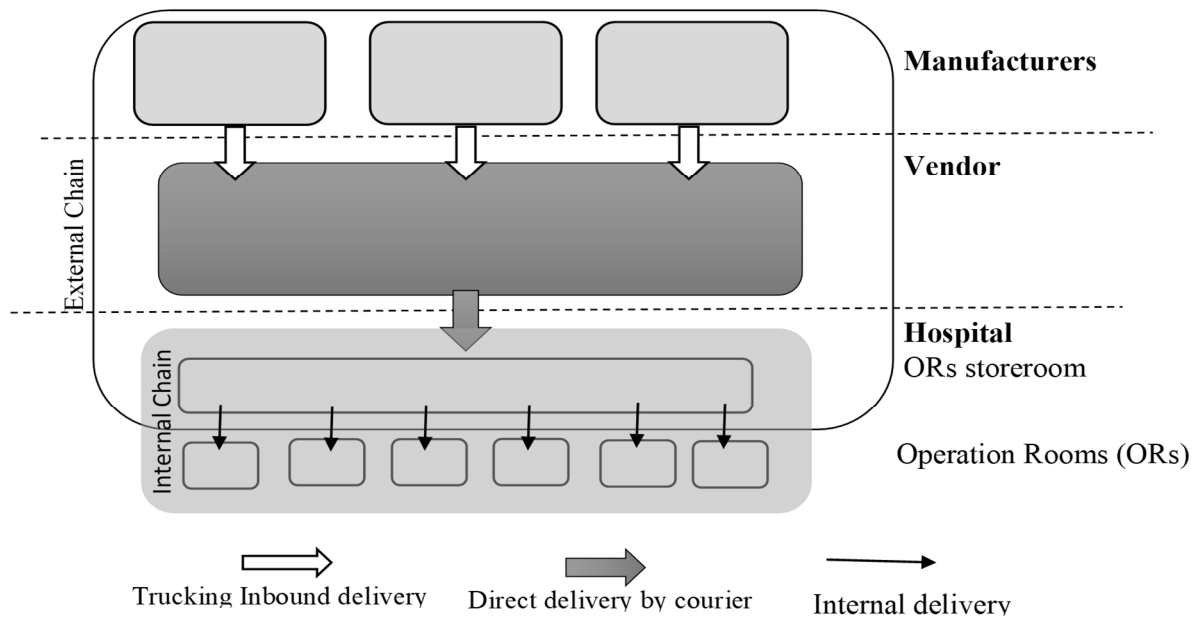 Manufacturers
Vendor
External Chain
Hospital
ORs storeroom
Internal Chain
Operation Rooms (ORs)
Trucking Inbound delivery
Direct delivery by courier
Internal delivery